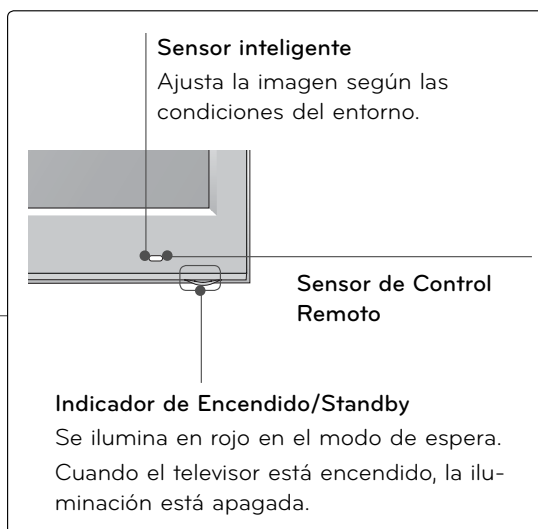 Sensor inteligente
Ajusta la imagen según las
condiciones del entorno.
Sensor de Control
Remoto
Indicador de Encendido/Standby
Se ilumina en rojo en el modo de espera.
Cuando el televisor está encendido, la ilu-
minación está apagada.